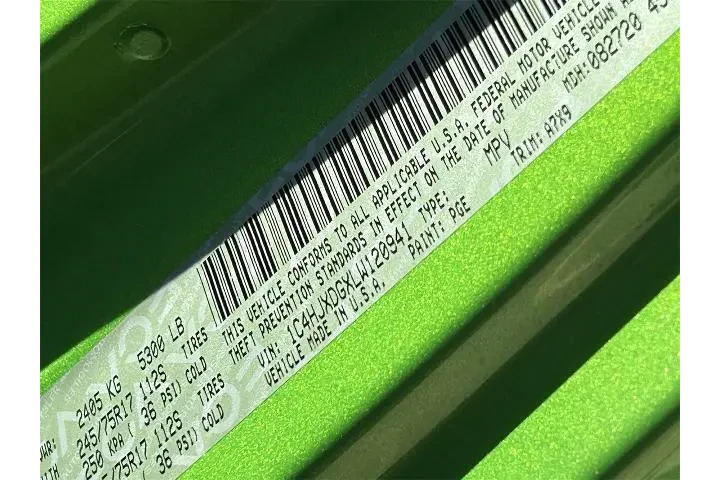 THIS VEHICLE CONFORMS TO ALL APPLICABLE U.S.A. FEDERAL MOTOR VEHICLE
THEFT PREVENTION STANDARDS IN EFFECT ON THE DATE OF MANUFACTURE SHOWN
VIN: 1C4HJXDGXLW120941 TYPE: MPV MDH: 082720
VEHICLE MADE IN U.S.A. PAINT: PGE TRIM: A7X9
2405 KG 5300 LB
245/75R17 112S TIRES
250 KPA / 36 PSI) COLD
/75R17 112S TIRES
/ 36 PSI) COLD